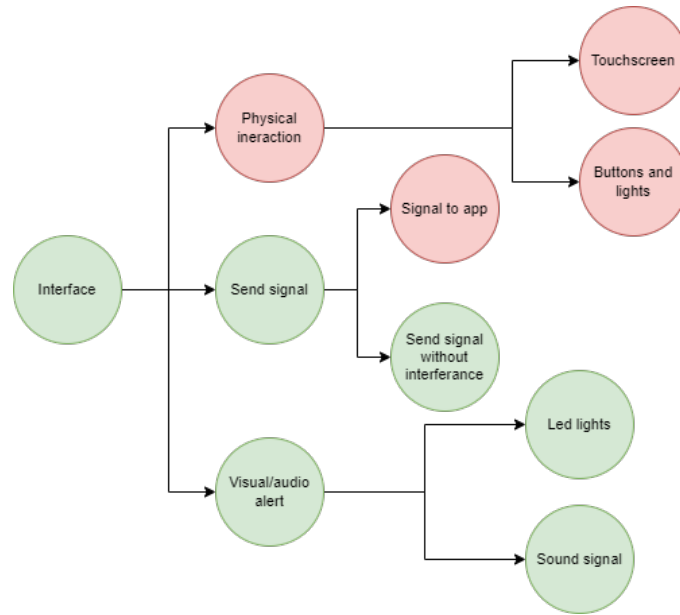 Touchscreen
Physical
ineraction
Buttons and
lights
Signal to app
Interface
Send signal
Send signal
without
interferance
Led lights
Visual/audio
alert
Sound signal